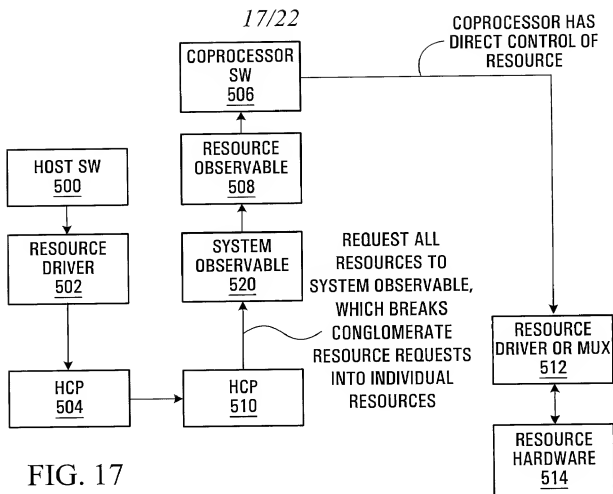 17/22
COPROCESSOR
SW
506
COPROCESSOR HAS
DIRECT CONTROL OF
RESOURCE
RESOURCE
OBSERVABLE
508
HOST SW
500
RESOURCE
DRIVER
502
SYSTEM
OBSERVABLE
520
REQUEST ALL
RESOURCES TO
SYSTEM OBSERVABLE,
WHICH BREAKS
CONGLOMERATE
RESOURCE REQUESTS
INTO INDIVIDUAL
RESOURCES
HCP
504
HCP
510
RESOURCE
DRIVER OR MUX
512
RESOURCE
HARDWARE
514
FIG. 17